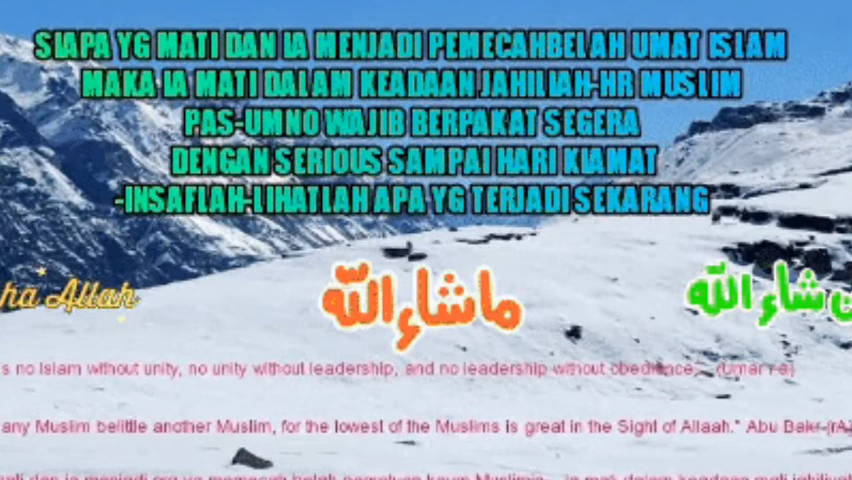 SIAPA YG MATI DAN IA MENJADI PEMECAHBELAH UMAT ISLAM
MAKA IA MATI DALAM KEADAAN JAHILIAH-HR MUSLIM
PAS-UMNO WAJIB BERPAKAT SEGERA
DENGAN SERIOUS SAMPAI HARI KIAMAT
-INSAFLAH-LIHATLAH APA YG TERJADI SEKARANG
ha Allah ماشاء الله ن شاء الله
s no Islam without unity, no unity without leadership, and no leadership without obedience, (Umar r.a)
any Muslim belittle another Muslim, for the lowest of the Muslims is great in the Sight of Allaah." Abu Bakr-(rA)